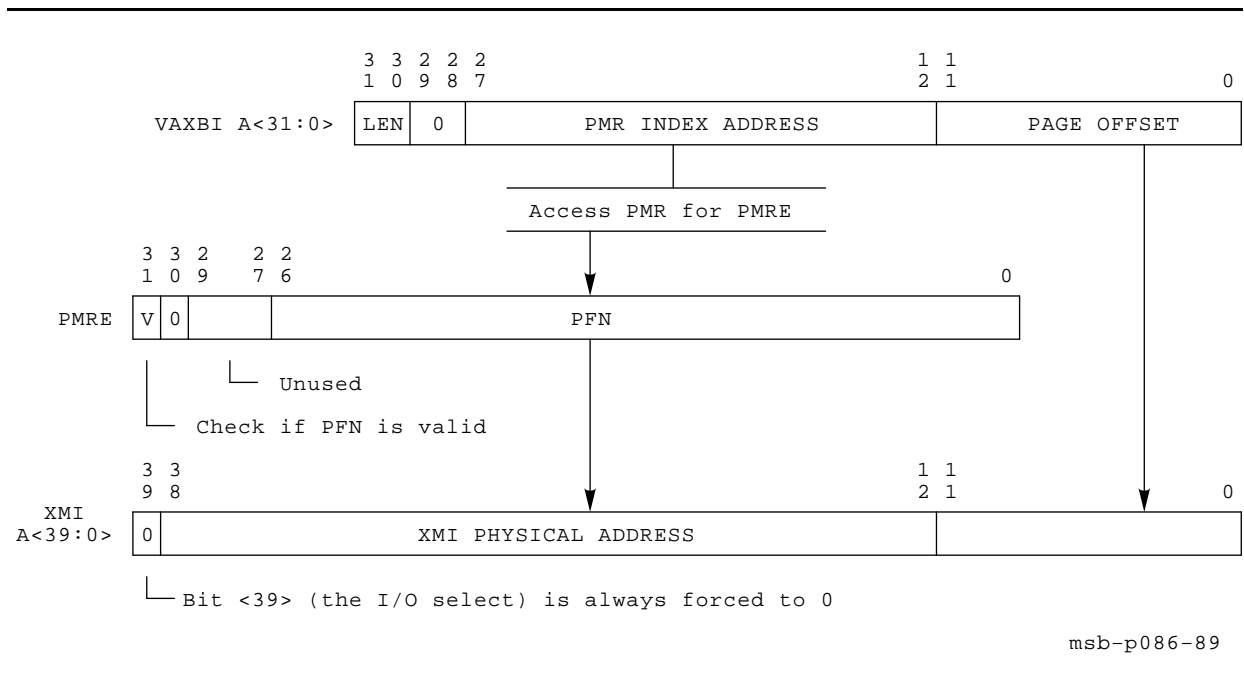 3 3 2 2 2 1 1
1 0 9 8 7 2 1 0
VAXBI A<31:0> LEN 0 PMR INDEX ADDRESS PAGE OFFSET
Access PMR for PMRE
3 3 2 2 2
1 0 9 7 6 0
PMRE V 0 PFN
Unused
Check if PFN is valid
3 3 1 1
9 8 2 1 0
XMI
A<39:0> 0 XMI PHYSICAL ADDRESS
Bit <39> (the I/O select) is always forced to 0
msb-p086-89